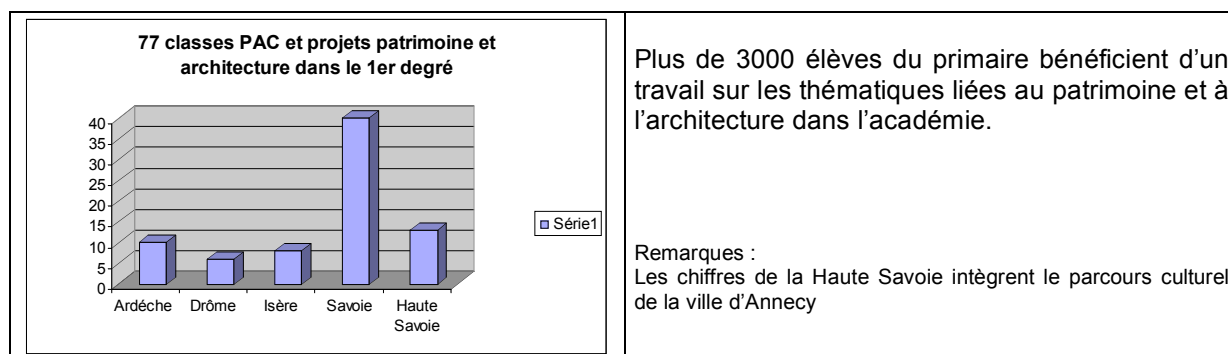 77 classes PAC et projets patrimoine et
architecture dans le 1er degré
40
35
30
25
20
15
10
5
0
Ardéche Drôme Isère Savoie Haute
Savoie
Série1
Plus de 3000 élèves du primaire bénéficient d'un
travail sur les thématiques liées au patrimoine et à
l'architecture dans l'académie.
Remarques :
Les chiffres de la Haute Savoie intègrent le parcours culturel
de la ville d'Annecy